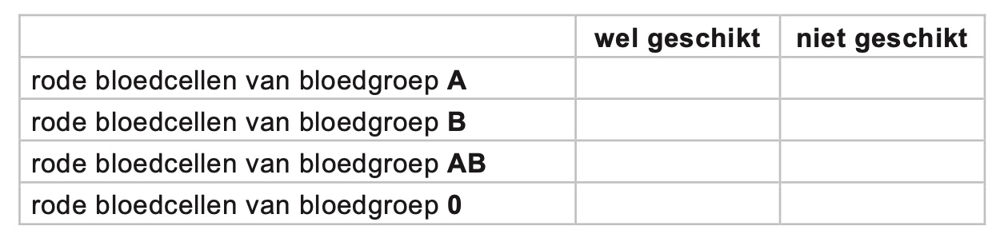 wel geschikt niet geschikt
rode bloedcellen van bloedgroep A
rode bloedcellen van bloedgroep B
rode bloedcellen van bloedgroep AB
rode bloedcellen van bloedgroep 0